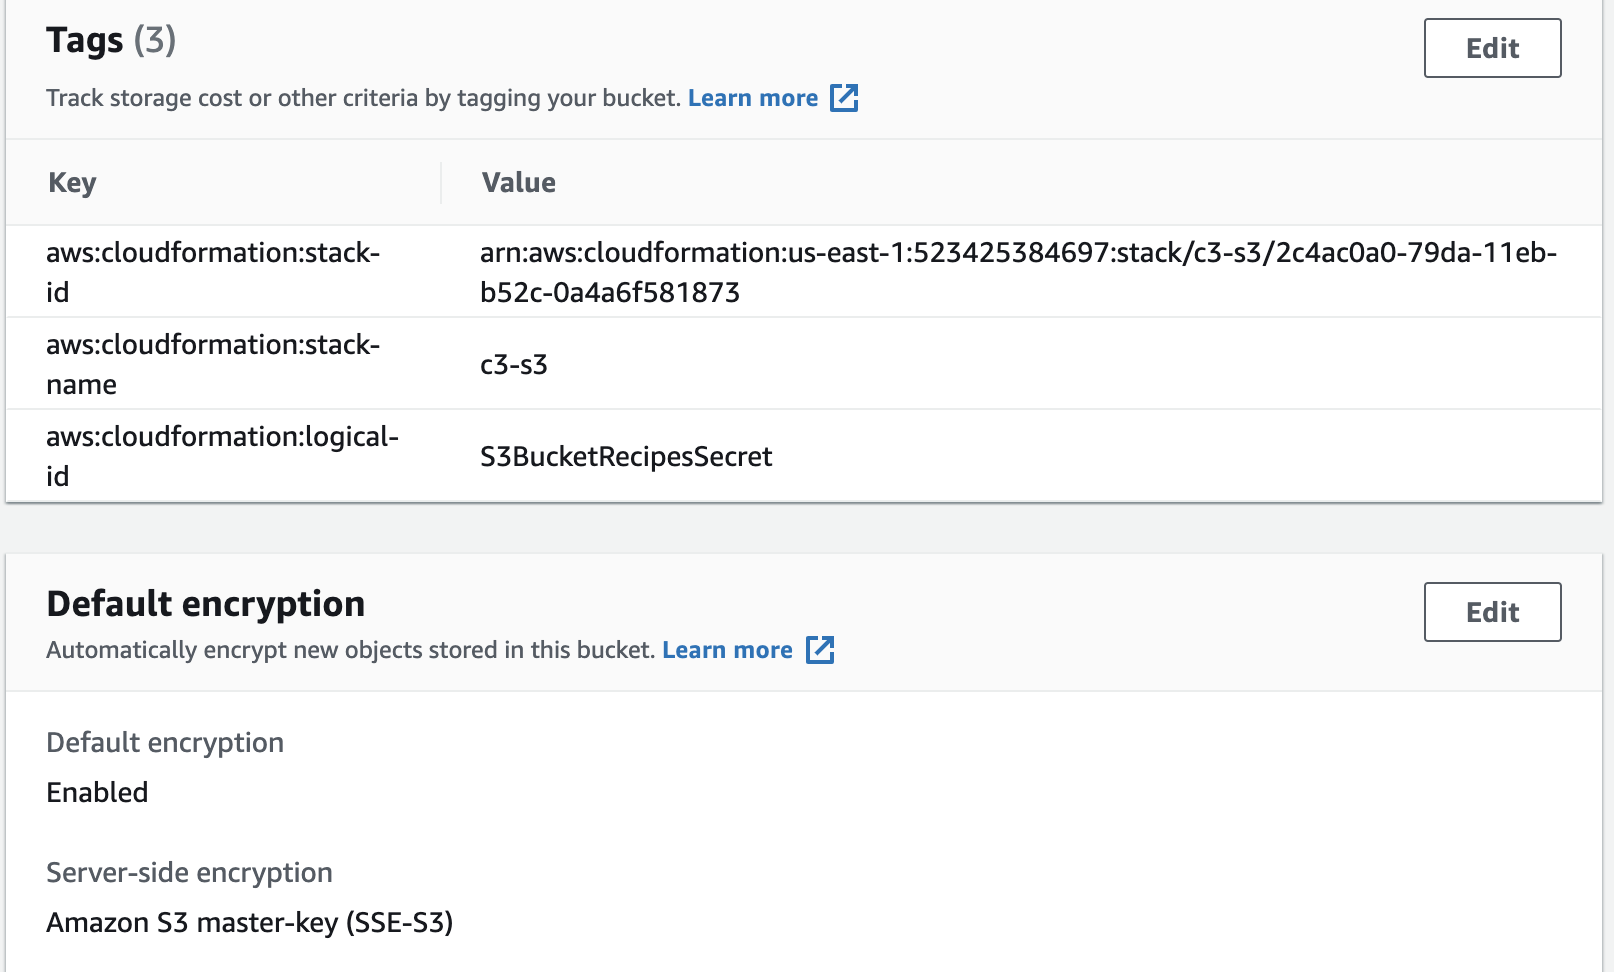 Tags (3)
Edit
Track storage cost or other criteria by tagging your bucket. Learn more
Key
Value
aws:cloudformation:stack-
id
arn:aws:cloudformation:us-east-1:523425384697:stack/c3-s3/2c4ac0a0-79da-11eb-
b52c-0a4a6f581873
aws:cloudformation:stack-
name
c3-s3
aws:cloudformation:logical-
id
S3BucketRecipesSecret
Default encryption
Edit
Automatically encrypt new objects stored in this bucket. Learn more
Default encryption
Enabled
Server-side encryption
Amazon S3 master-key (SSE-S3)